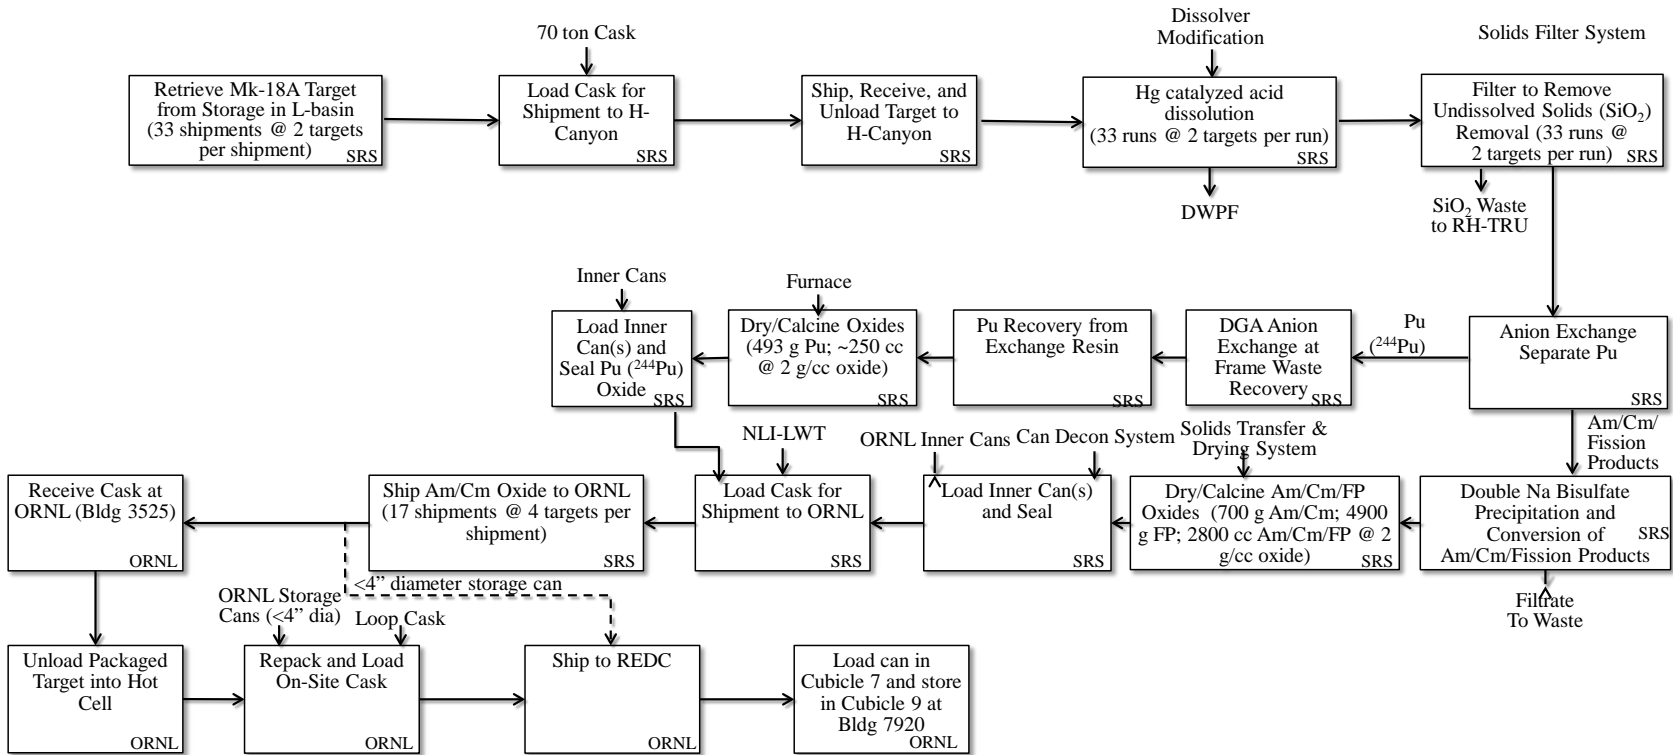 70 ton Cask
Dissolver
Modification
Solids Filter System
Retrieve Mk-18A Target
from Storage in L-basin
(33 shipments @ 2 targets
per shipment)
SRS
Load Cask for
Shipment to H-
Canyon
SRS
Ship, Receive, and
Unload Target to
H-Canyon
SRS
Hg catalyzed acid
dissolution
(33 runs @ 2 targets per run)
SRS
Filter to Remove
Undissolved Solids (SiO₂)
Removal (33 runs @
2 targets per run)
SRS
DWPF
SiO₂ Waste
to RH-TRU
Inner Cans
Furnace
Load Inner
Can(s) and
Seal Pu (²⁴⁴Pu)
Oxide
SRS
Dry/Calcine Oxides
(493 g Pu; ~250 cc
@ 2 g/cc oxide)
SRS
Pu Recovery from
Exchange Resin
SRS
DGA Anion
Exchange at
Frame Waste
Recovery
SRS
Pu
(²⁴⁴Pu)
Anion Exchange
Separate Pu
SRS
NLI-LWT
ORNL Inner Cans
Can Decon System
Solids Transfer &
Drying System
Am/Cm/
Fission
Products
Receive Cask at
ORNL (Bldg 3525)
ORNL
Ship Am/Cm Oxide to ORNL
(17 shipments @ 4 targets per
shipment)
SRS
Load Cask for
Shipment to ORNL
SRS
Load Inner Can(s)
and Seal
SRS
Dry/Calcine Am/Cm/FP
Oxides (700 g Am/Cm; 4900
g FP; 2800 cc Am/Cm/FP @ 2
g/cc oxide)
SRS
Double Na Bisulfate
Precipitation and
Conversion of
Am/Cm/Fission Products
SRS
<4” diameter storage can
ORNL Storage
Cans (<4” dia)
Loop Cask
Filtrate
To Waste
Unload Packaged
Target into Hot
Cell
ORNL
Repack and Load
On-Site Cask
ORNL
Ship to REDC
ORNL
Load can in
Cubicle 7 and store
in Cubicle 9 at
Bldg 7920
ORNL